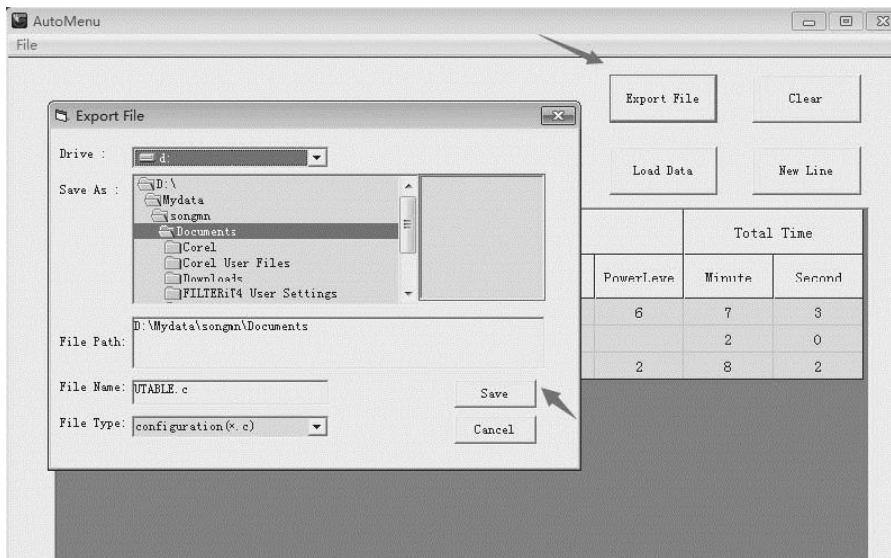 AutoMenu
File
Export File
Clear
Load Data
New Line
Export File
Drive :
d:
Save As :
D:\
Mydata
songmn
Documents
Corel
Corel User Files
Downloads
FILTERiT4 User Settings
File Path:
D:\Mydata\songmn\Documents
File Name:
UTABLE.c
File Type:
configuration(*.c)
Save
Cancel
Total Time
PowerLeve Minute Second
6 7 3
2 0
2 8 2